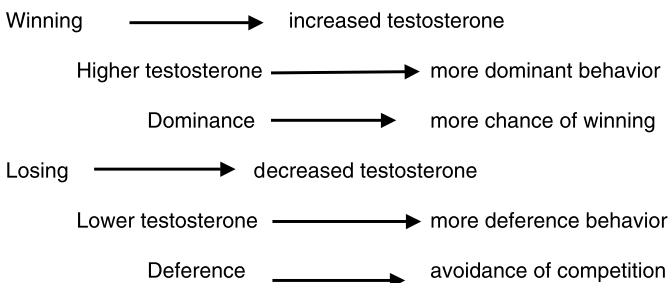 Winning increased testosterone
Higher testosterone more dominant behavior
Dominance more chance of winning
Losing decreased testosterone
Lower testosterone more deference behavior
Deference avoidance of competition